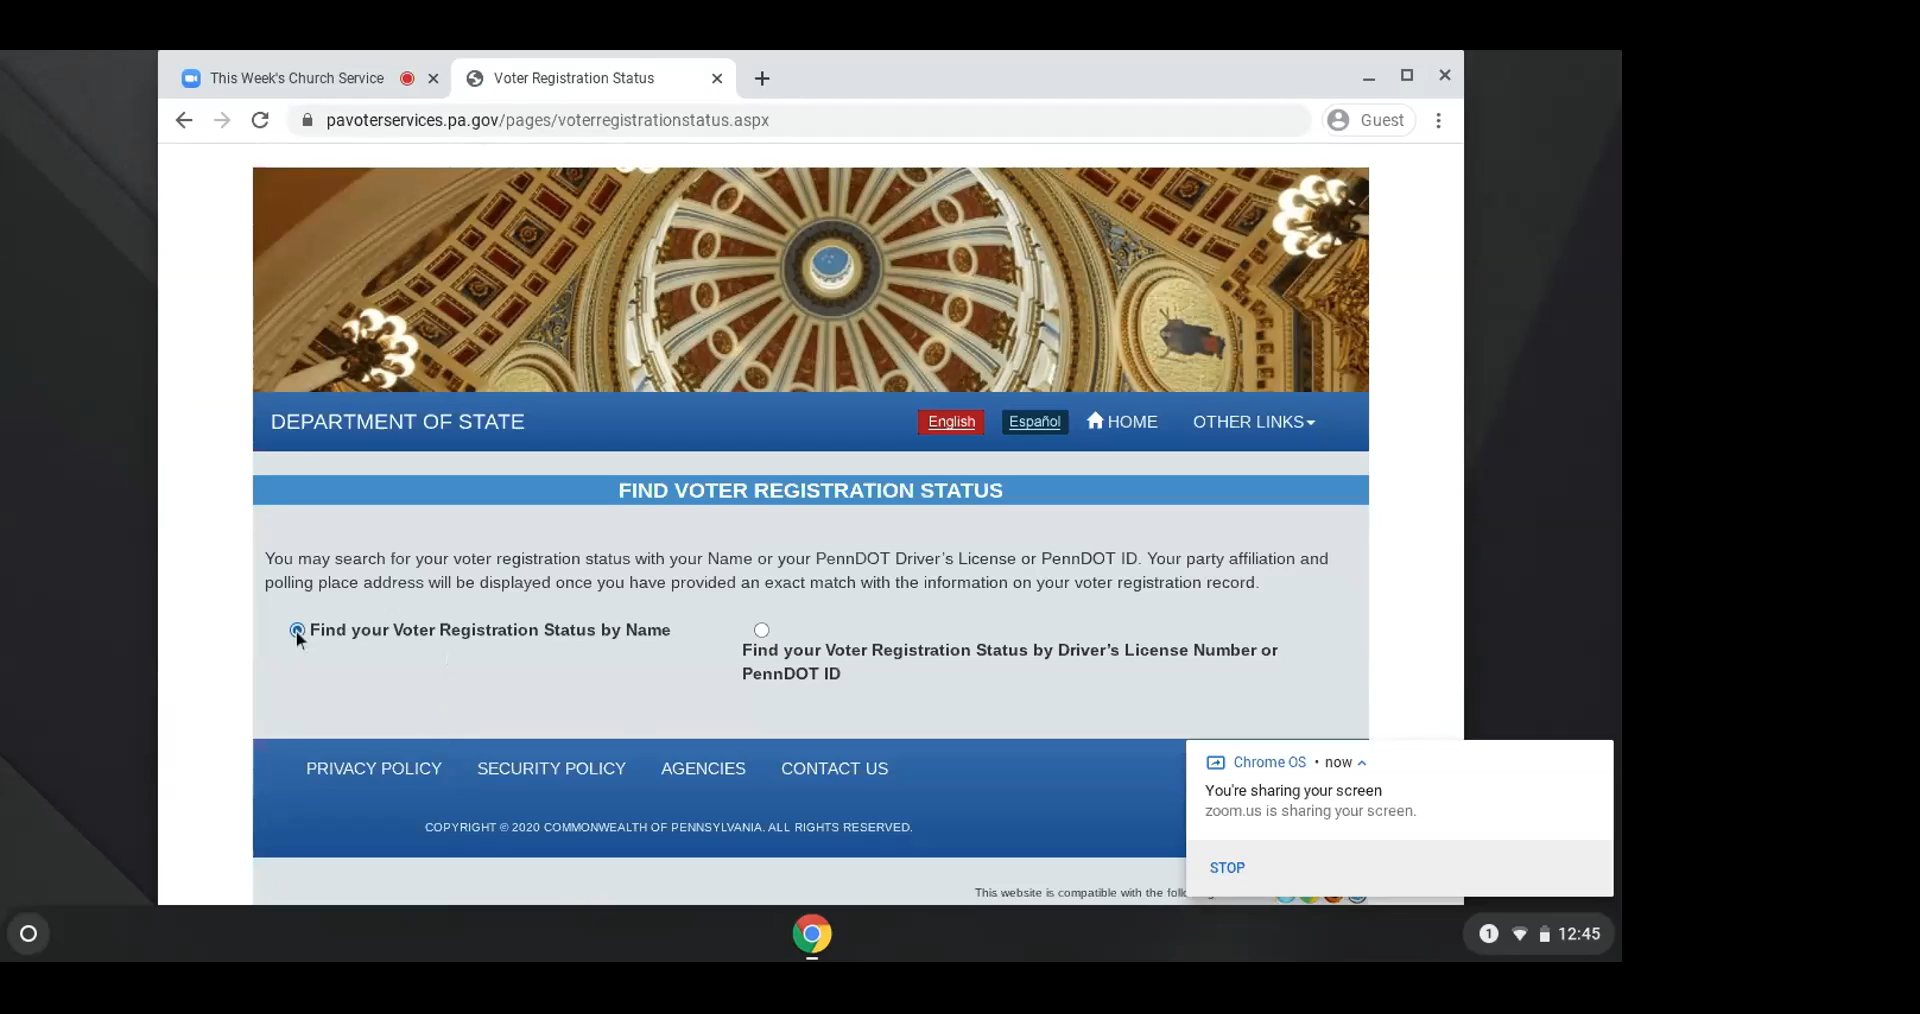 This Week's Church Service
Voter Registration Status
pavoterservices.pa.gov/pages/voterregistrationstatus.aspx
Guest
DEPARTMENT OF STATE
English
Español
HOME
OTHER LINKS
FIND VOTER REGISTRATION STATUS
You may search for your voter registration status with your Name or your PennDOT Driver’s License or PennDOT ID. Your party affiliation and
polling place address will be displayed once you have provided an exact match with the information on your voter registration record.
Find your Voter Registration Status by Name
Find your Voter Registration Status by Driver’s License Number or
PennDOT ID
PRIVACY POLICY
SECURITY POLICY
AGENCIES
CONTACT US
COPYRIGHT © 2020 COMMONWEALTH OF PENNSYLVANIA. ALL RIGHTS RESERVED.
Chrome OS • now
You're sharing your screen
zoom.us is sharing your screen.
STOP
This website is compatible with the
1
12:45